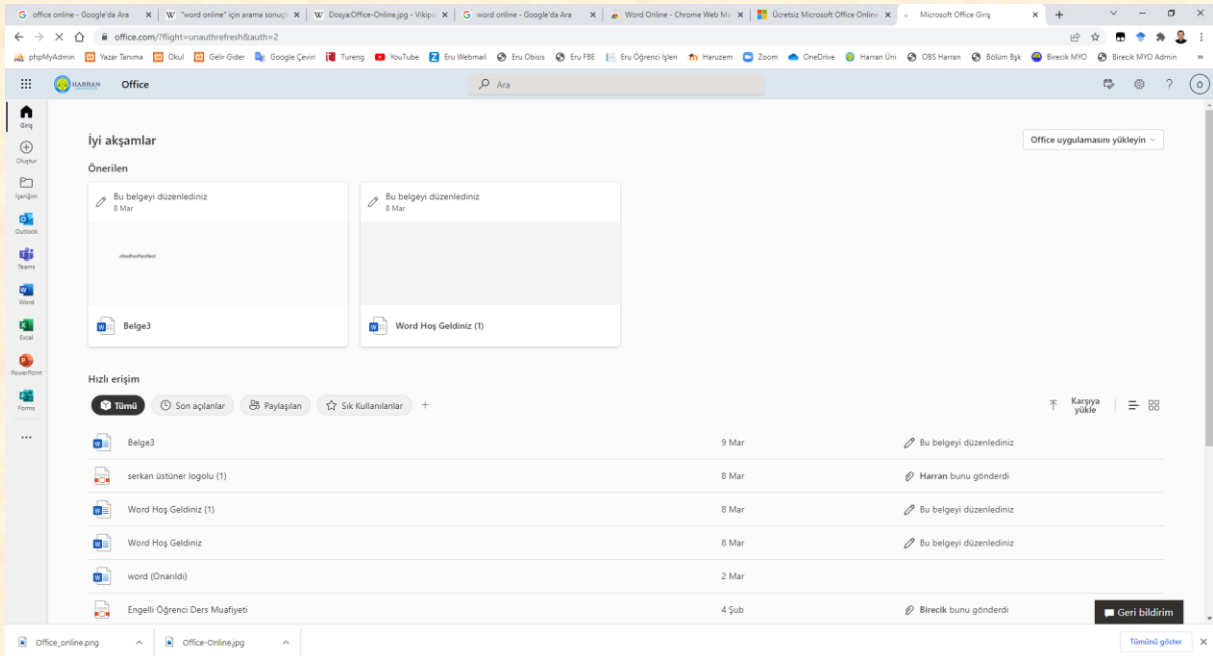 office online - Google'da Ara
"word online" için arama sonuçl
Dosya:Office-Online.jpg - Vikipe
word online - Google'da Ara
Word Online - Chrome Web Ma
Ücretsiz Microsoft Office Online
Microsoft Office Giriş
office.com/?flight=unauthrefresh&auth=2
phpMyAdmin Yazar Tanıma Okul Gelir Gider Google Çeviri Tureng YouTube Eru Webmail Eru Obisis Eru FBE Eru Öğrenci İşleri Haruzem Zoom OneDrive Harran Üni OBS Harran Bölüm Bşk Birecik MYO Birecik MYO Admin »
HARRAN Office Ara
Giriş
Oluştur
İçeriğim
Outlook
Teams
Word
Excel
PowerPoint
Forms
İyi akşamlar
Office uygulamasını yükleyin
Önerilen
Bu belgeyi düzenlediniz
8 Mar
Belge3
Bu belgeyi düzenlediniz
8 Mar
Word Hoş Geldiniz (1)
Hızlı erişim
Tümü Son açılanlar Paylaşılan Sık Kullanılanlar +
Karşıya
yükle
Belge3 9 Mar Bu belgeyi düzenlediniz
serkan üstüner logolu (1) 8 Mar Harran bunu gönderdi
Word Hoş Geldiniz (1) 8 Mar Bu belgeyi düzenlediniz
Word Hoş Geldiniz 8 Mar Bu belgeyi düzenlediniz
word (Onarıldı) 2 Mar
Engelli Öğrenci Ders Muafiyeti 4 Şub Birecik bunu gönderdi
Geri bildirim
Office_online.png
Office-Online.jpg
Tümünü göster